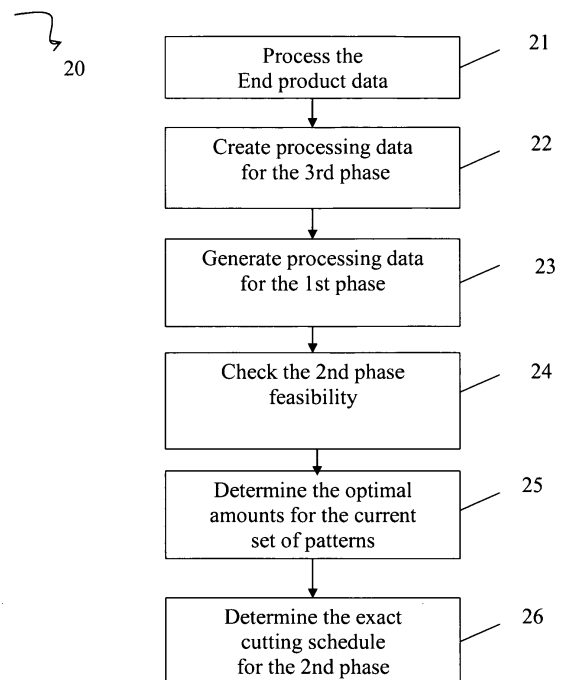 20
Process the
End product data
21
Create processing data
for the 3rd phase
22
Generate processing data
for the 1st phase
23
Check the 2nd phase
feasibility
24
Determine the optimal
amounts for the current
set of patterns
25
Determine the exact
cutting schedule
for the 2nd phase
26